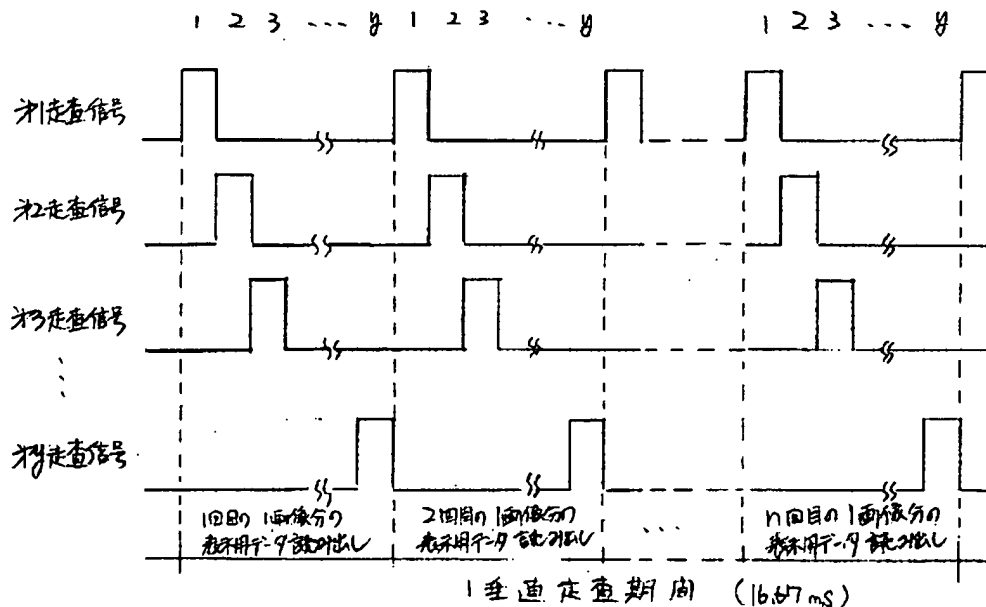 1 2 3 ・・・ y 1 2 3 ・・・ y 1 2 3 ・・・ y
第1走査信号
第2走査信号
第3走査信号
第y走査信号
1回目の1画像分の
表示用データ読み出し
2回目の1画像分の
表示用データ読み出し
・・・
n回目の1画像分の
表示用データ読み出し
1垂直走査期間 (16.67ms)